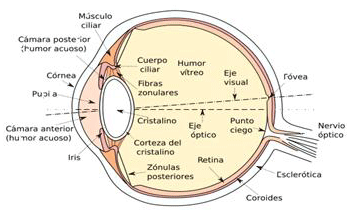 Músculo
ciliar
Cámara posterior
(humor acuoso)
Córnea
Pupila
Cámara anterior
(humor acuoso)
Iris
Cuerpo
ciliar
Fibras
zonulares
Cristalino
Corteza del
cristalino
Zónulas
posteriores
Humor
vítreo
Eje
visual
Eje
óptico
Punto
ciego
Retina
Fóvea
Nervio
óptico
Esclerótica
Coroides